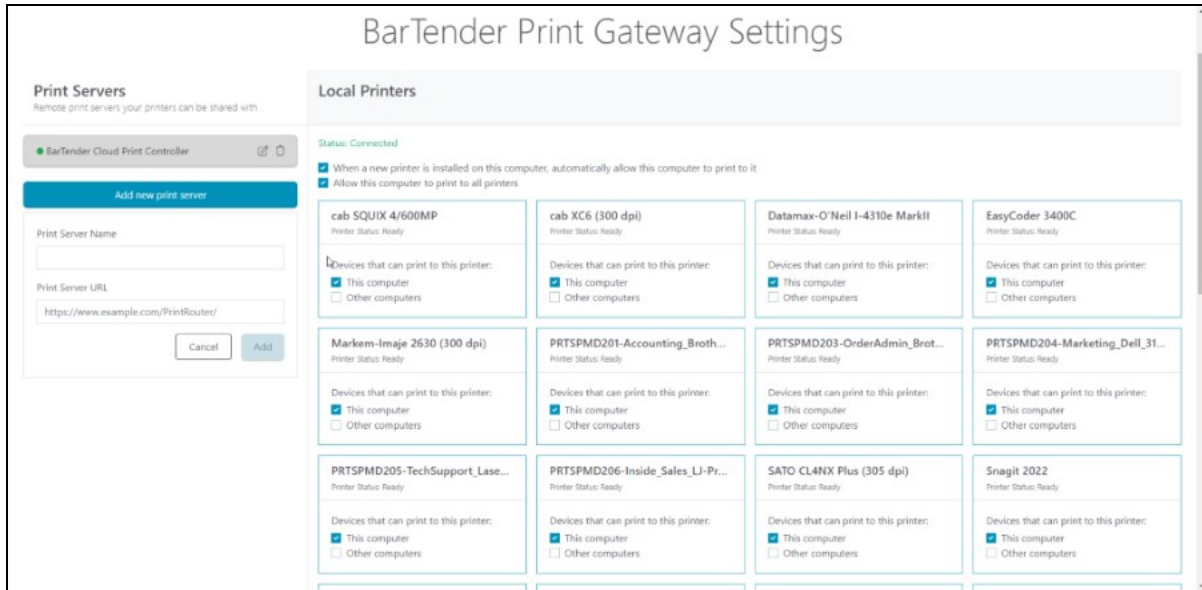 BarTender Print Gateway Settings
Print Servers
Remote print servers your printers can be shared with
BarTender Cloud Print Controller
Add new print server
Print Server Name
Print Server URL
https://www.example.com/PrintRouter/
Cancel Add
Local Printers
Status: Connected
When a new printer is installed on this computer, automatically allow this computer to print to it
Allow this computer to print to all printers
cab SQUIX 4/600MP
Printer Status: Ready
Devices that can print to this printer:
This computer
Other computers
cab XC6 (300 dpi)
Printer Status: Ready
Devices that can print to this printer:
This computer
Other computers
Datamax-O'Neil I-4310e MarkII
Printer Status: Ready
Devices that can print to this printer:
This computer
Other computers
EasyCoder 3400C
Printer Status: Ready
Devices that can print to this printer:
This computer
Other computers
Markem-Imaje 2630 (300 dpi)
Printer Status: Ready
Devices that can print to this printer:
This computer
Other computers
PRTSPMD201-Accounting_Broth...
Printer Status: Ready
Devices that can print to this printer:
This computer
Other computers
PRTSPMD203-OrderAdmin_Brot...
Printer Status: Ready
Devices that can print to this printer:
This computer
Other computers
PRTSPMD204-Marketing_Dell_31...
Printer Status: Ready
Devices that can print to this printer:
This computer
Other computers
PRTSPMD205-TechSupport_Lase...
Printer Status: Ready
Devices that can print to this printer:
This computer
Other computers
PRTSPMD206-Inside_Sales_LJ-Pr...
Printer Status: Ready
Devices that can print to this printer:
This computer
Other computers
SATO CL4NX Plus (305 dpi)
Printer Status: Ready
Devices that can print to this printer:
This computer
Other computers
Snagit 2022
Printer Status: Ready
Devices that can print to this printer:
This computer
Other computers